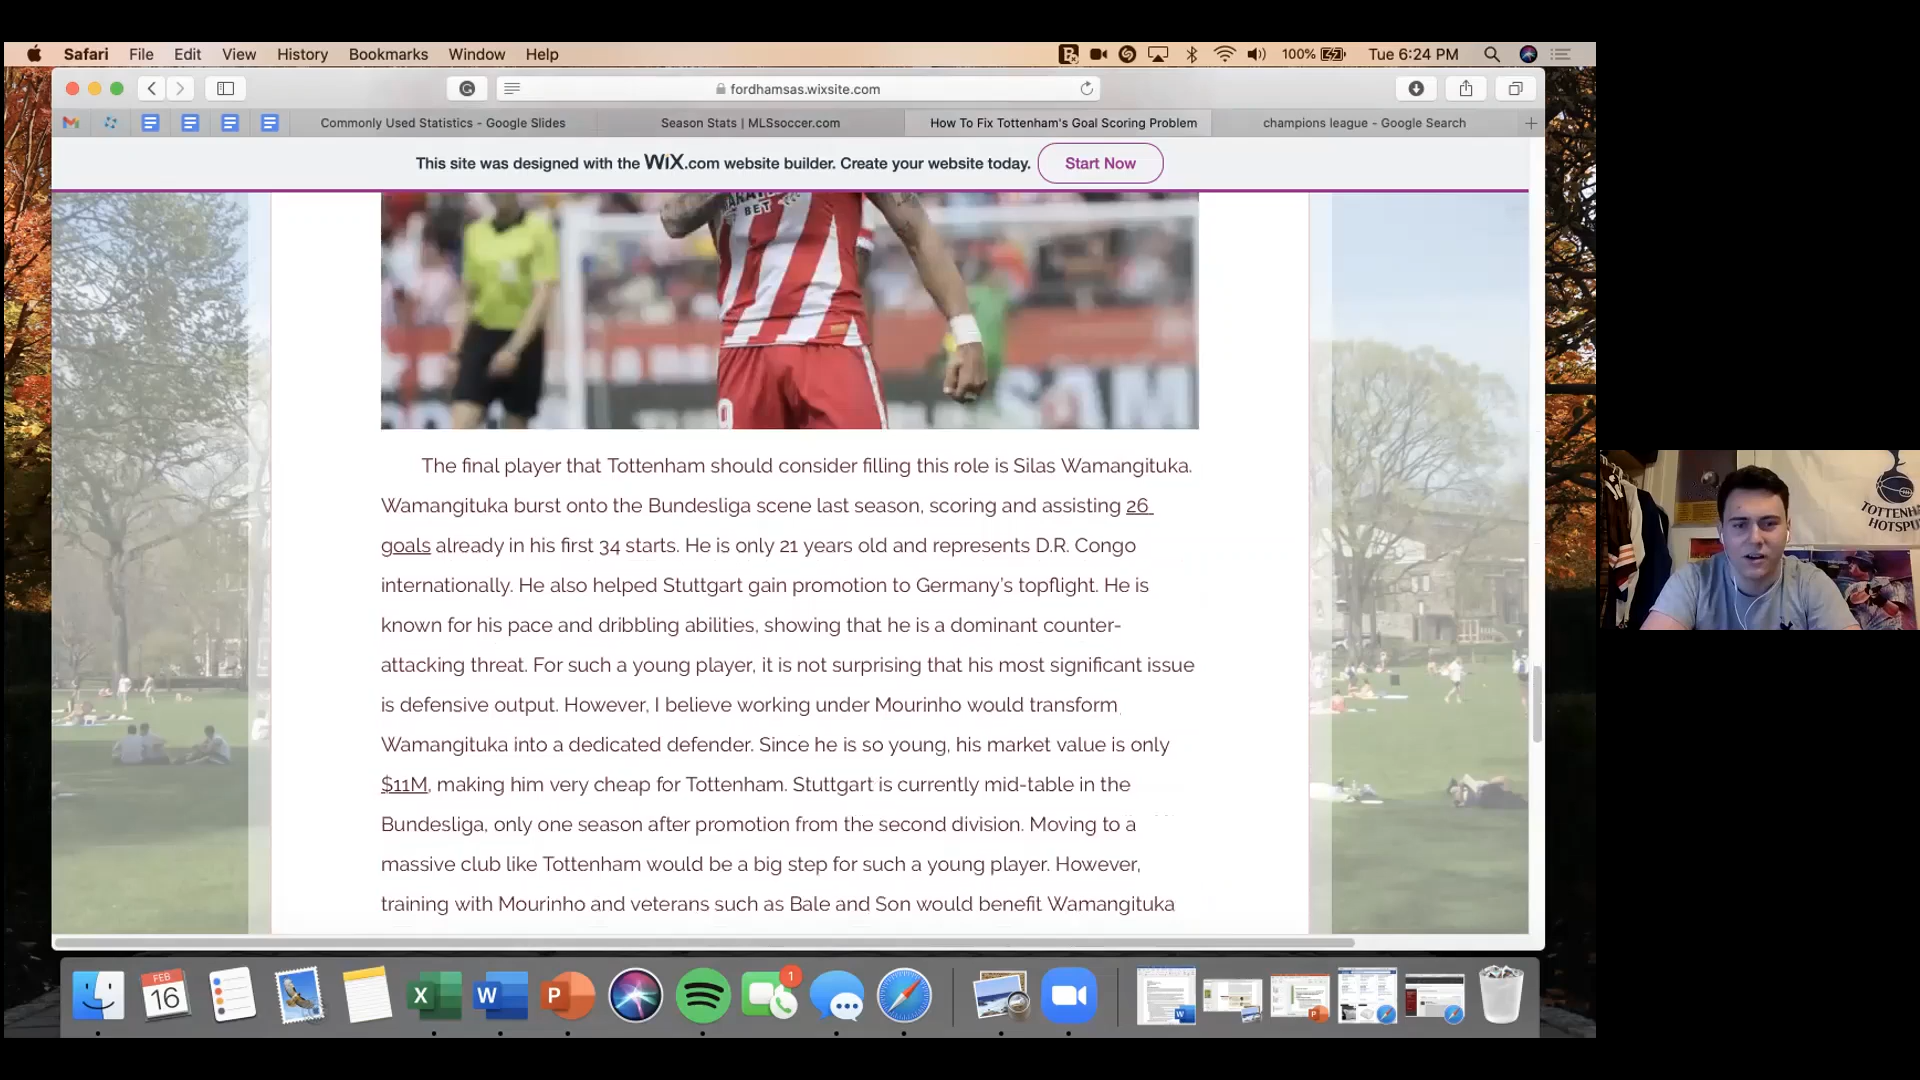 Safari File Edit View History Bookmarks Window Help 100% Tue 6:24 PM
fordhamsas.wixsite.com
Commonly Used Statistics - Google Slides Season Stats | MLSsoccer.com How To Fix Tottenham's Goal Scoring Problem champions league - Google Search
This site was designed with the WiX.com website builder. Create your website today. Start Now
BET
SAM
The final player that Tottenham should consider filling this role is Silas Wamangituka.
Wamangituka burst onto the Bundesliga scene last season, scoring and assisting 26
goals already in his first 34 starts. He is only 21 years old and represents D.R. Congo
internationally. He also helped Stuttgart gain promotion to Germany's topflight. He is
known for his pace and dribbling abilities, showing that he is a dominant counter-
attacking threat. For such a young player, it is not surprising that his most significant issue
is defensive output. However, I believe working under Mourinho would transform
Wamangituka into a dedicated defender. Since he is so young, his market value is only
$11M, making him very cheap for Tottenham. Stuttgart is currently mid-table in the
Bundesliga, only one season after promotion from the second division. Moving to a
massive club like Tottenham would be a big step for such a young player. However,
training with Mourinho and veterans such as Bale and Son would benefit Wamangituka
TOTTENHA
HOTSPU
FEB
16
X
W
P
1